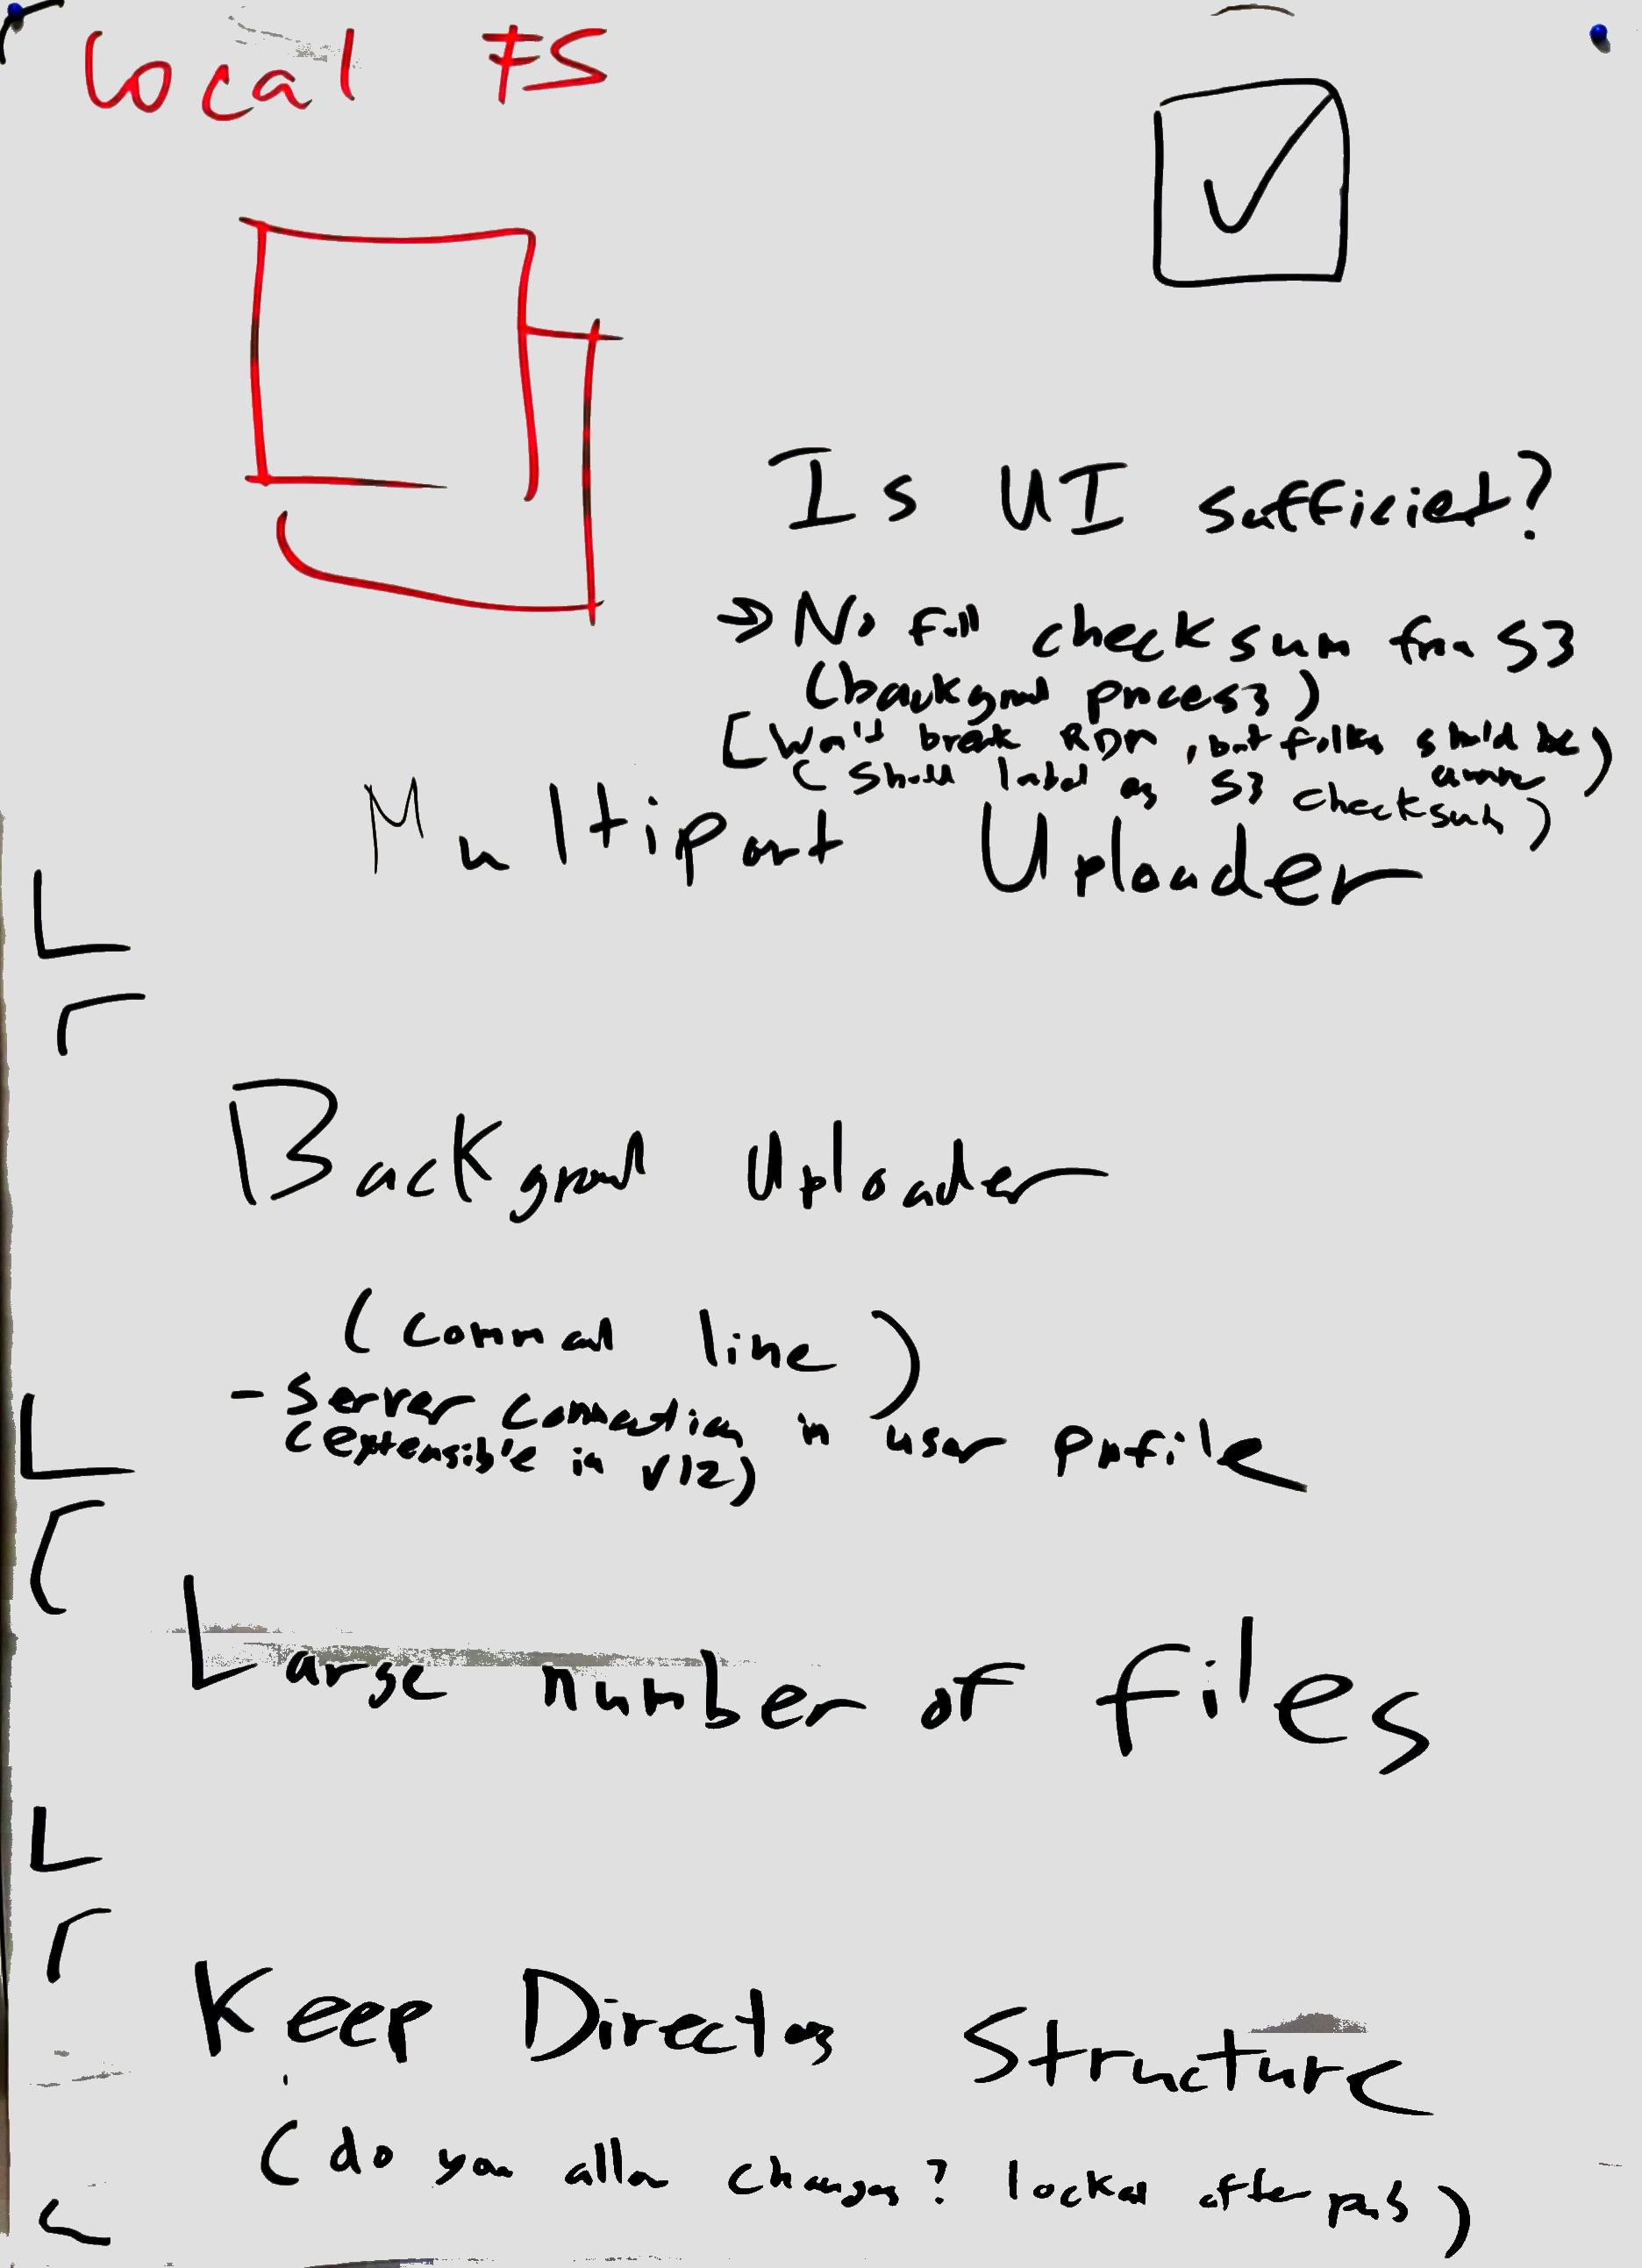 Local FS
Is UI sufficiet?
⇒ No full checksum from S3
(background process)
[Won't break RDM, but folks should be aware)
(should label as S3 checksum)
Multipart Uploader
Background Uploader
(command line)
- server connection in user profile
(extensible in v12)
Large number of files
Keep Directory Structure
(do you allow changes? locked after pub)